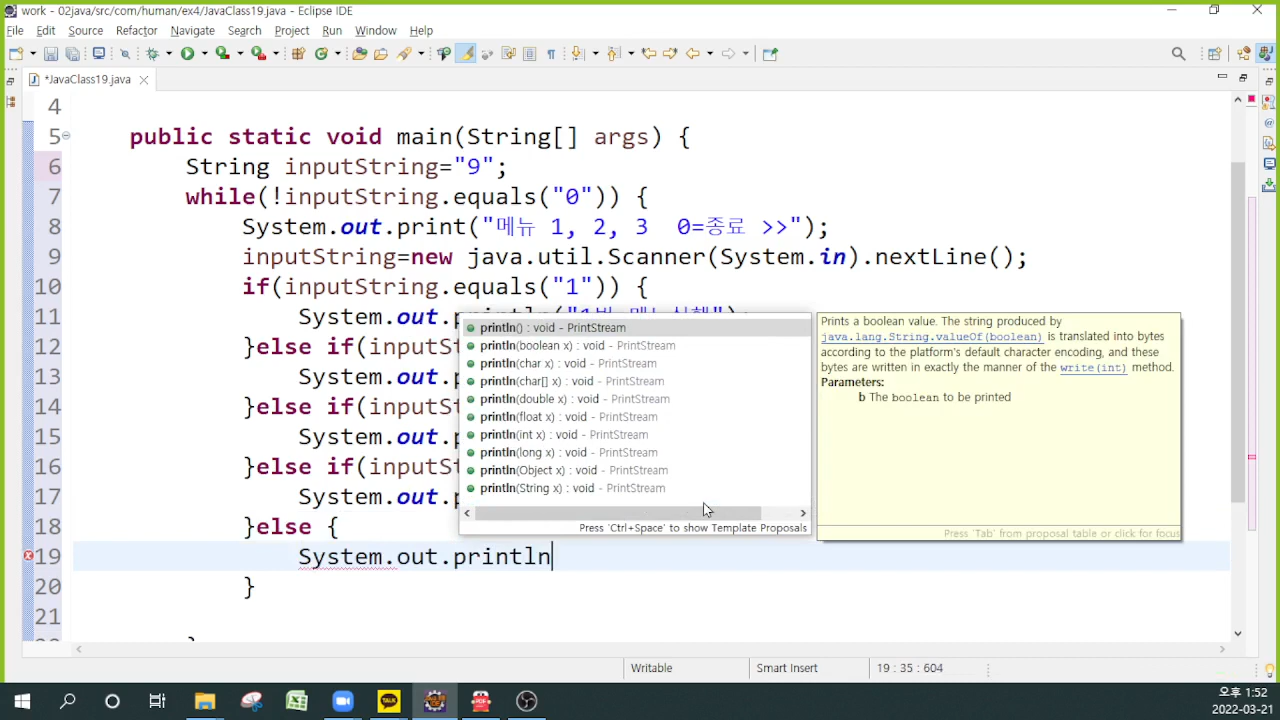 work - 02java/src/com/human/ex4/JavaClass19.java - Eclipse IDE
File Edit Source Refactor Navigate Search Project Run Window Help
*JavaClass19.java
4
5 public static void main(String[] args) {
6 String inputString="9";
7 while(!inputString.equals("0")) {
8 System.out.print("메뉴 1, 2, 3  0=종료 >>");
9 inputString=new java.util.Scanner(System.in).nextLine();
10 if(inputString.equals("1")) {
11 System.out.
12 }else if(inputS
13 System.out.
14 }else if(inputS
15 System.out.
16 }else if(inputS
17 System.out.
18 }else {
19 System.out.println
20 }
21
println() : void - PrintStream
println(boolean x) : void - PrintStream
println(char x) : void - PrintStream
println(char[] x) : void - PrintStream
println(double x) : void - PrintStream
println(float x) : void - PrintStream
println(int x) : void - PrintStream
println(long x) : void - PrintStream
println(Object x) : void - PrintStream
println(String x) : void - PrintStream
Press 'Ctrl+Space' to show Template Proposals
Prints a boolean value. The string produced by
java.lang.String.valueOf(boolean) is translated into bytes
according to the platform's default character encoding, and these
bytes are written in exactly the manner of the write(int) method.
Parameters:
b The boolean to be printed
Press 'Tab' from proposal table or click for focus
Writable Smart Insert 19 : 35 : 604
TALK
PDF
오후 1:52
2022-03-21